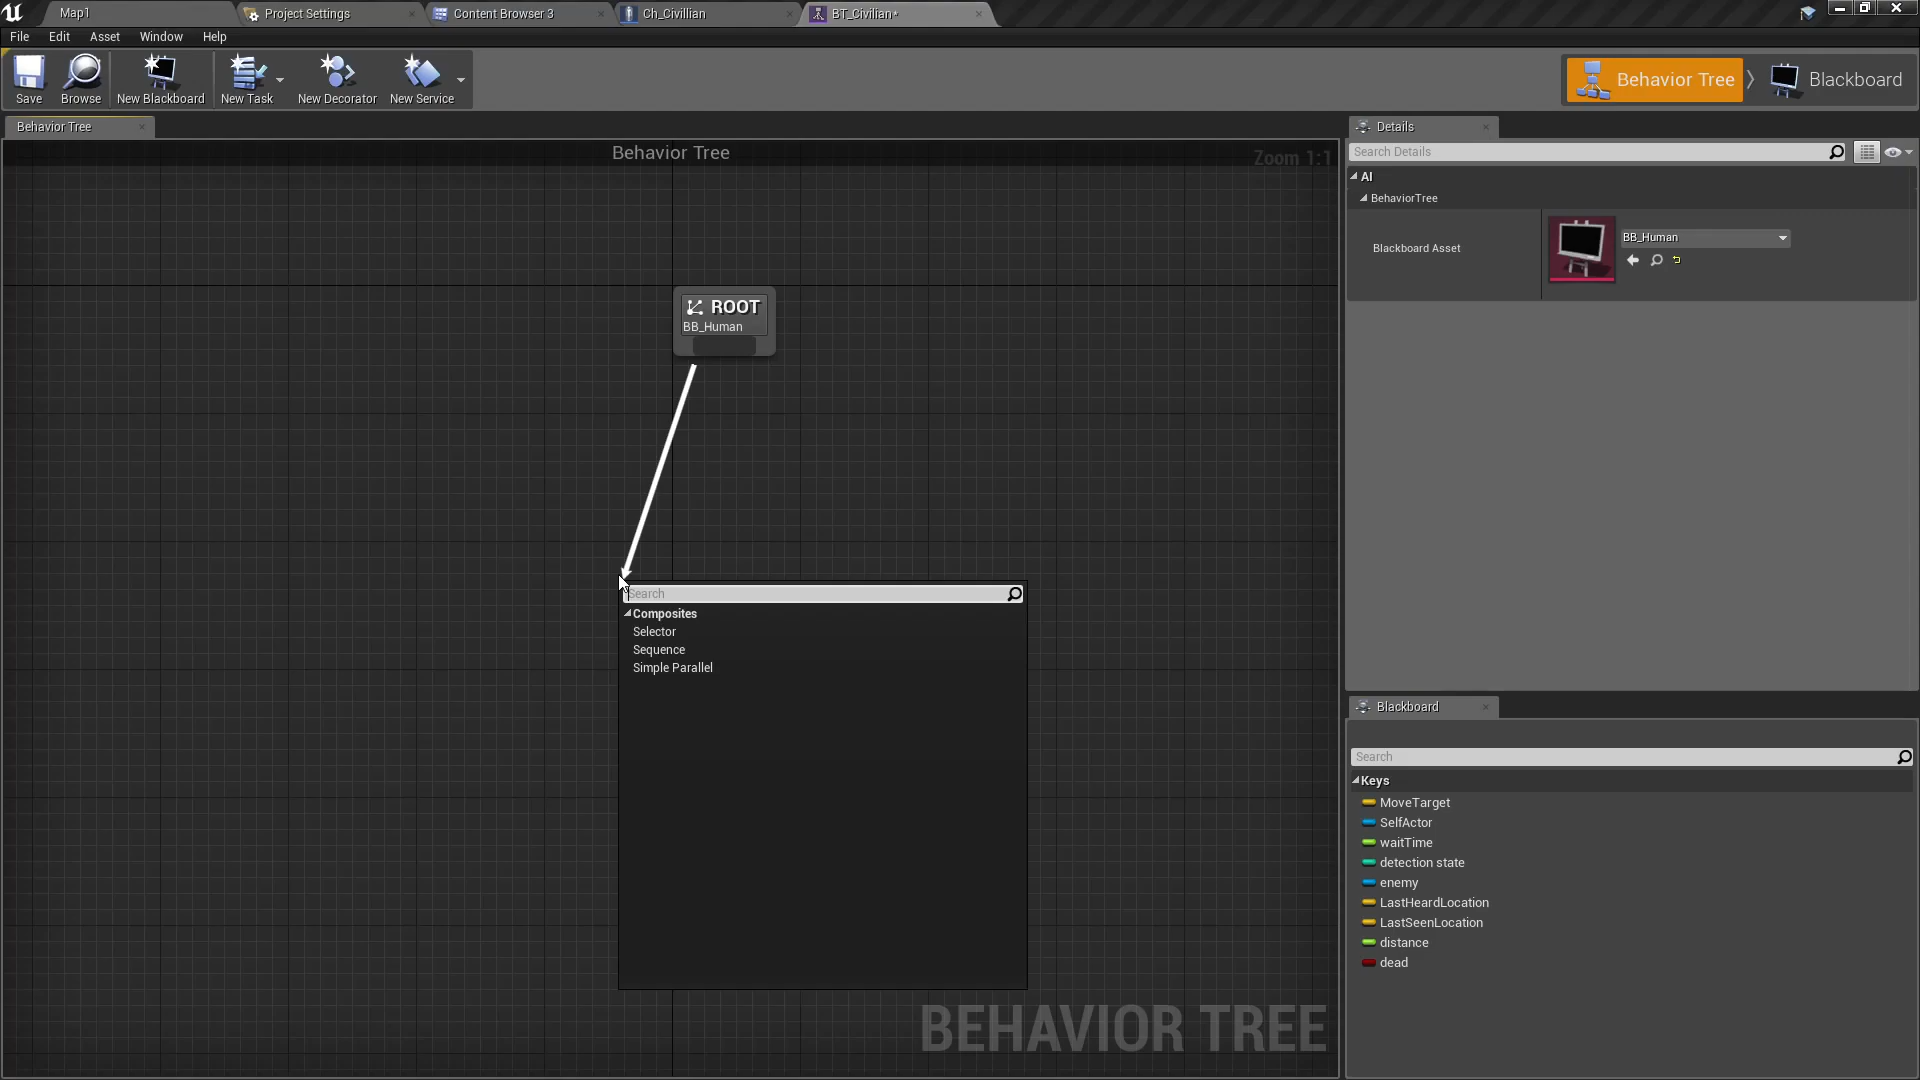 Map1
Project Settings
Content Browser 3
Ch_Civillian
BT_Civilian*
File
Edit
Asset
Window
Help
Save
Browse
New Blackboard
New Task
New Decorator
New Service
Behavior Tree
Blackboard
Behavior Tree
Behavior Tree
Zoom 1:1
ROOT
BB_Human
Search
Composites
Selector
Sequence
Simple Parallel
BEHAVIOR TREE
Details
Search Details
AI
BehaviorTree
Blackboard Asset
BB_Human
Blackboard
Search
Keys
MoveTarget
SelfActor
waitTime
detection state
enemy
LastHeardLocation
LastSeenLocation
distance
dead